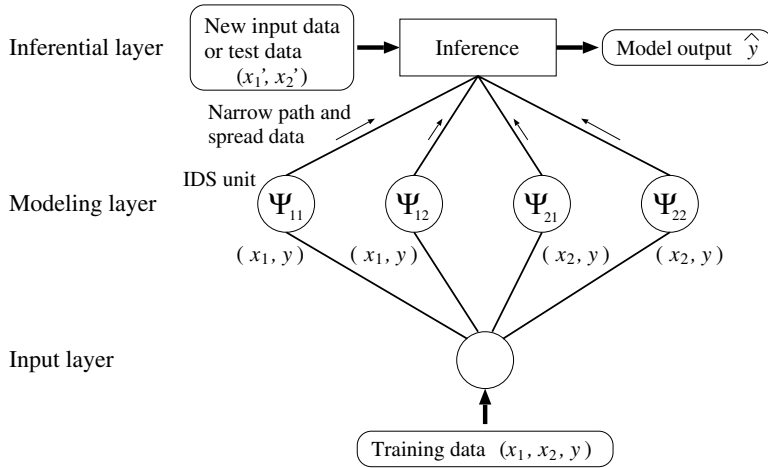 Inferential layer
New input data
or test data
(x₁’, x₂’)
Inference
Model output ŷ
Narrow path and
spread data
IDS unit
Modeling layer
Ψ₁₁ Ψ₁₂ Ψ₂₁ Ψ₂₂
( x₁, y ) ( x₁, y ) ( x₂, y ) ( x₂, y )
Input layer
Training data (x₁, x₂, y )